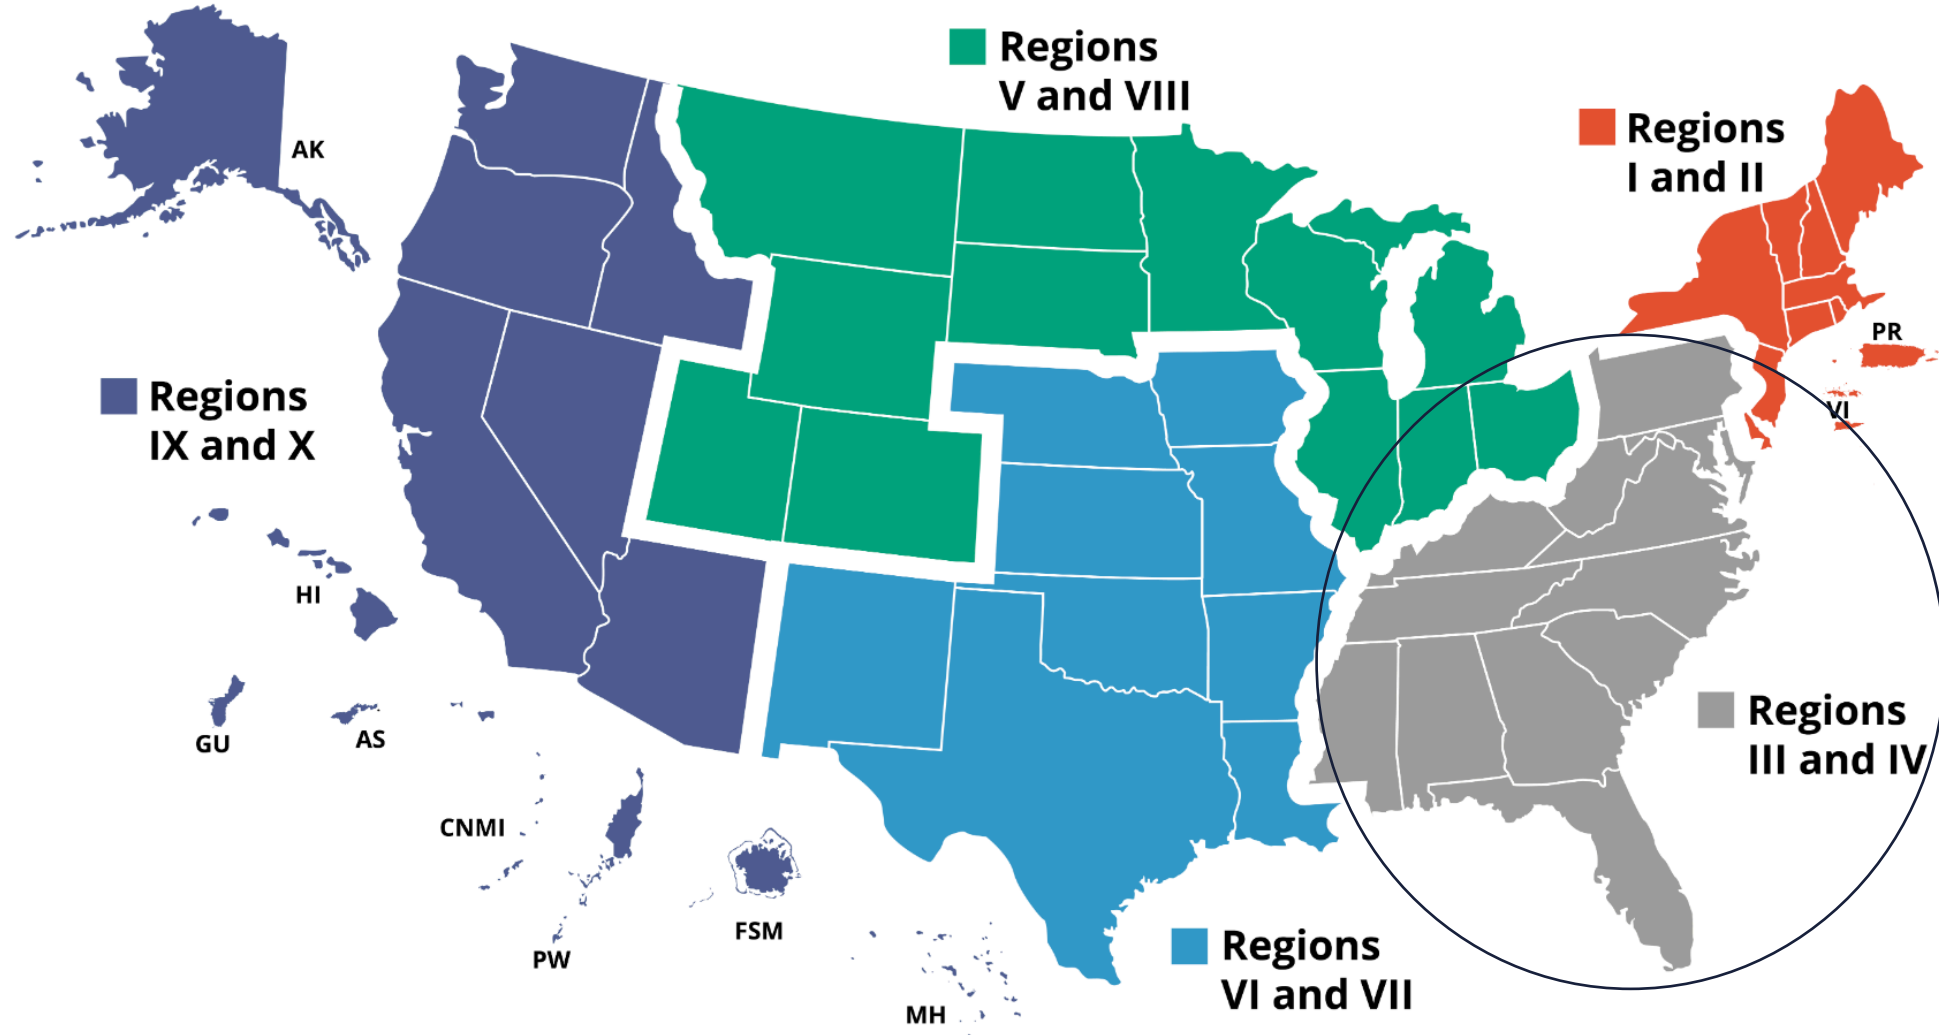 Regions
V and VIII
Regions
I and II
AK
PR
Regions
IX and X
VI
HI
Regions
III and IV
GU
AS
CNMI
FSM
PW
Regions
VI and VII
MH